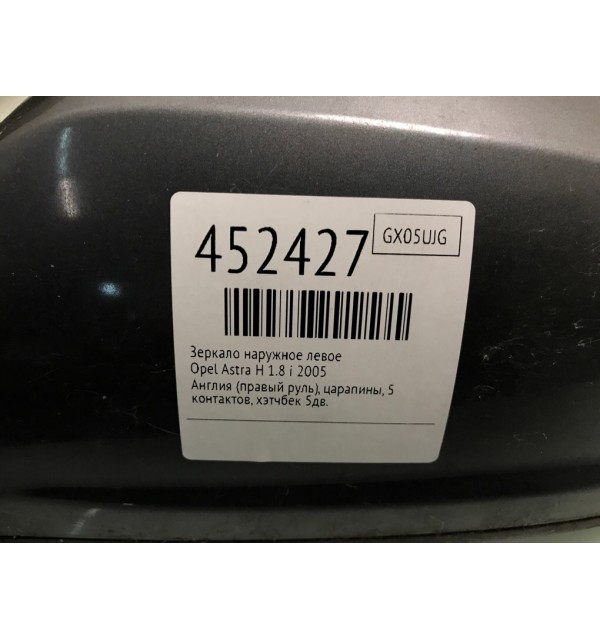 452427
GX05UJG
Зеркало наружное левое
Opel Astra H 1.8 i 2005
Англия (правый руль), царапины, 5
контактов, хэтчбек 5дв.